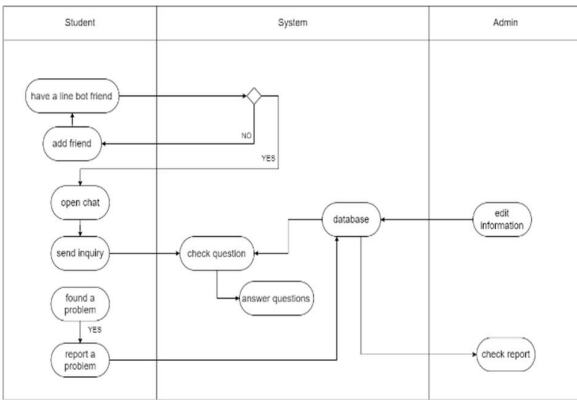 Student
System
Admin
have a line bot friend
NO
add friend
YES
open chat
database
edit
information
send inquiry
check question
found a
problem
answer questions
YES
report a
problem
check report